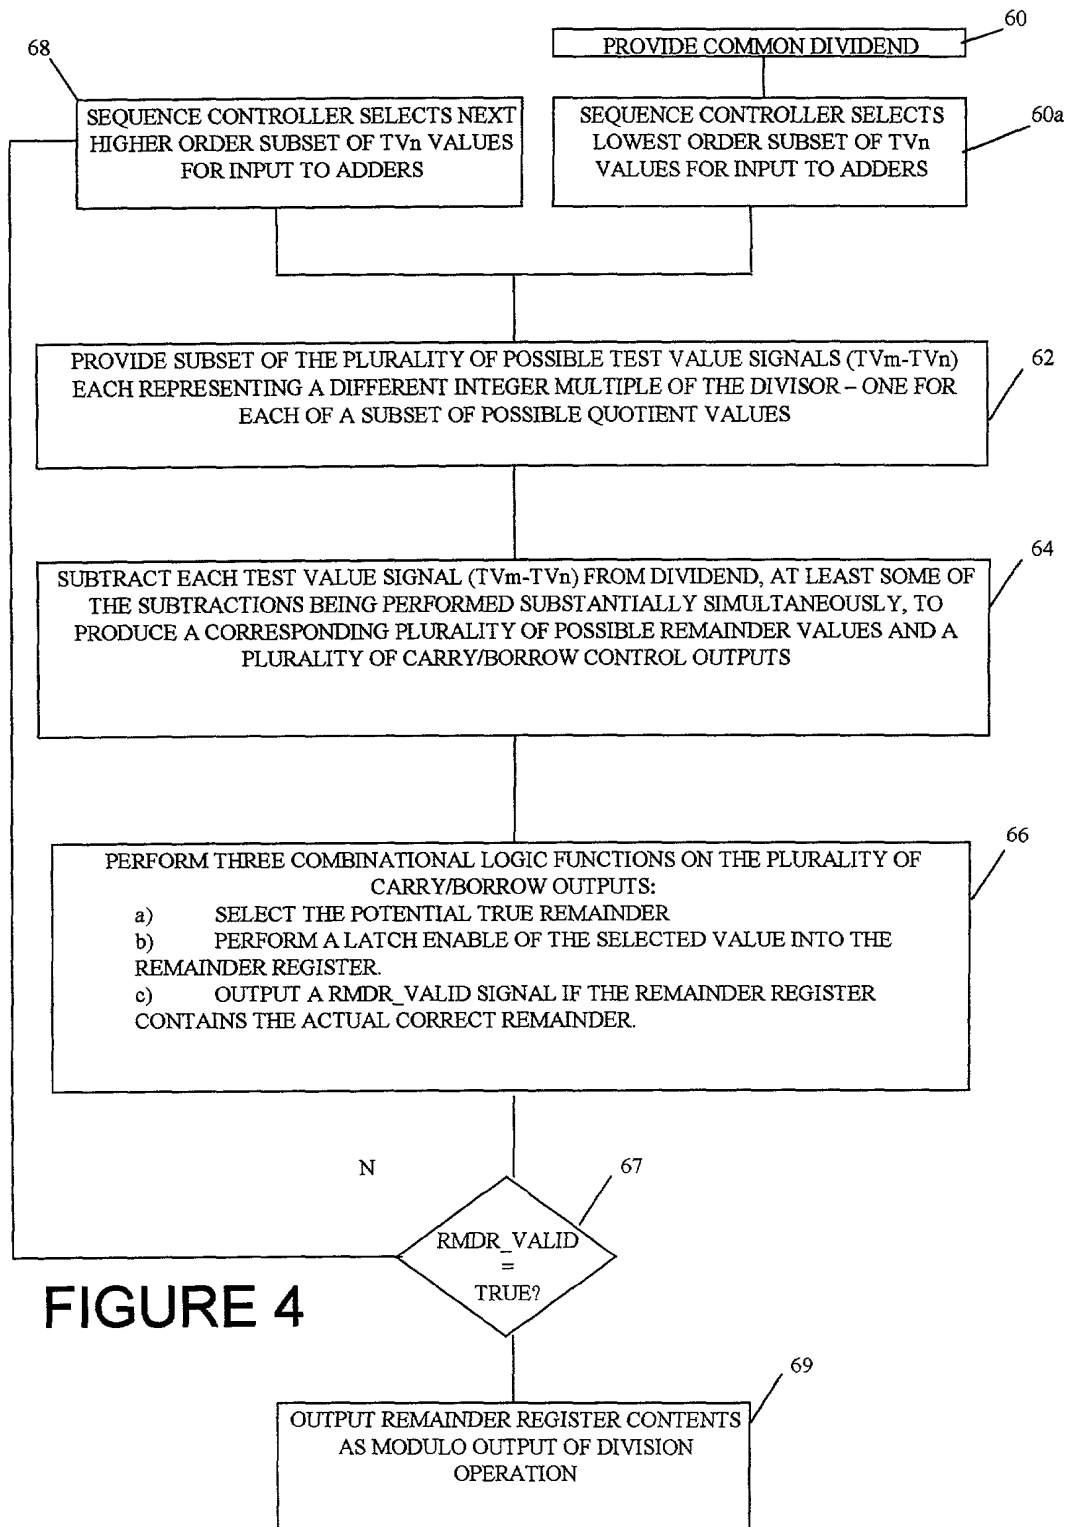 60
PROVIDE COMMON DIVIDEND
68
SEQUENCE CONTROLLER SELECTS NEXT
HIGHER ORDER SUBSET OF TVn VALUES
FOR INPUT TO ADDERS
60a
SEQUENCE CONTROLLER SELECTS
LOWEST ORDER SUBSET OF TVn
VALUES FOR INPUT TO ADDERS
62
PROVIDE SUBSET OF THE PLURALITY OF POSSIBLE TEST VALUE SIGNALS (TVm-TVn)
EACH REPRESENTING A DIFFERENT INTEGER MULTIPLE OF THE DIVISOR – ONE FOR
EACH OF A SUBSET OF POSSIBLE QUOTIENT VALUES
64
SUBTRACT EACH TEST VALUE SIGNAL (TVm-TVn) FROM DIVIDEND, AT LEAST SOME OF
THE SUBTRACTIONS BEING PERFORMED SUBSTANTIALLY SIMULTANEOUSLY, TO
PRODUCE A CORRESPONDING PLURALITY OF POSSIBLE REMAINDER VALUES AND A
PLURALITY OF CARRY/BORROW CONTROL OUTPUTS
66
PERFORM THREE COMBINATIONAL LOGIC FUNCTIONS ON THE PLURALITY OF
CARRY/BORROW OUTPUTS:
a) SELECT THE POTENTIAL TRUE REMAINDER
b) PERFORM A LATCH ENABLE OF THE SELECTED VALUE INTO THE
REMAINDER REGISTER.
c) OUTPUT A RMDR_VALID SIGNAL IF THE REMAINDER REGISTER
CONTAINS THE ACTUAL CORRECT REMAINDER.
N
67
RMDR_VALID
=
TRUE?
FIGURE 4
69
OUTPUT REMAINDER REGISTER CONTENTS
AS MODULO OUTPUT OF DIVISION
OPERATION